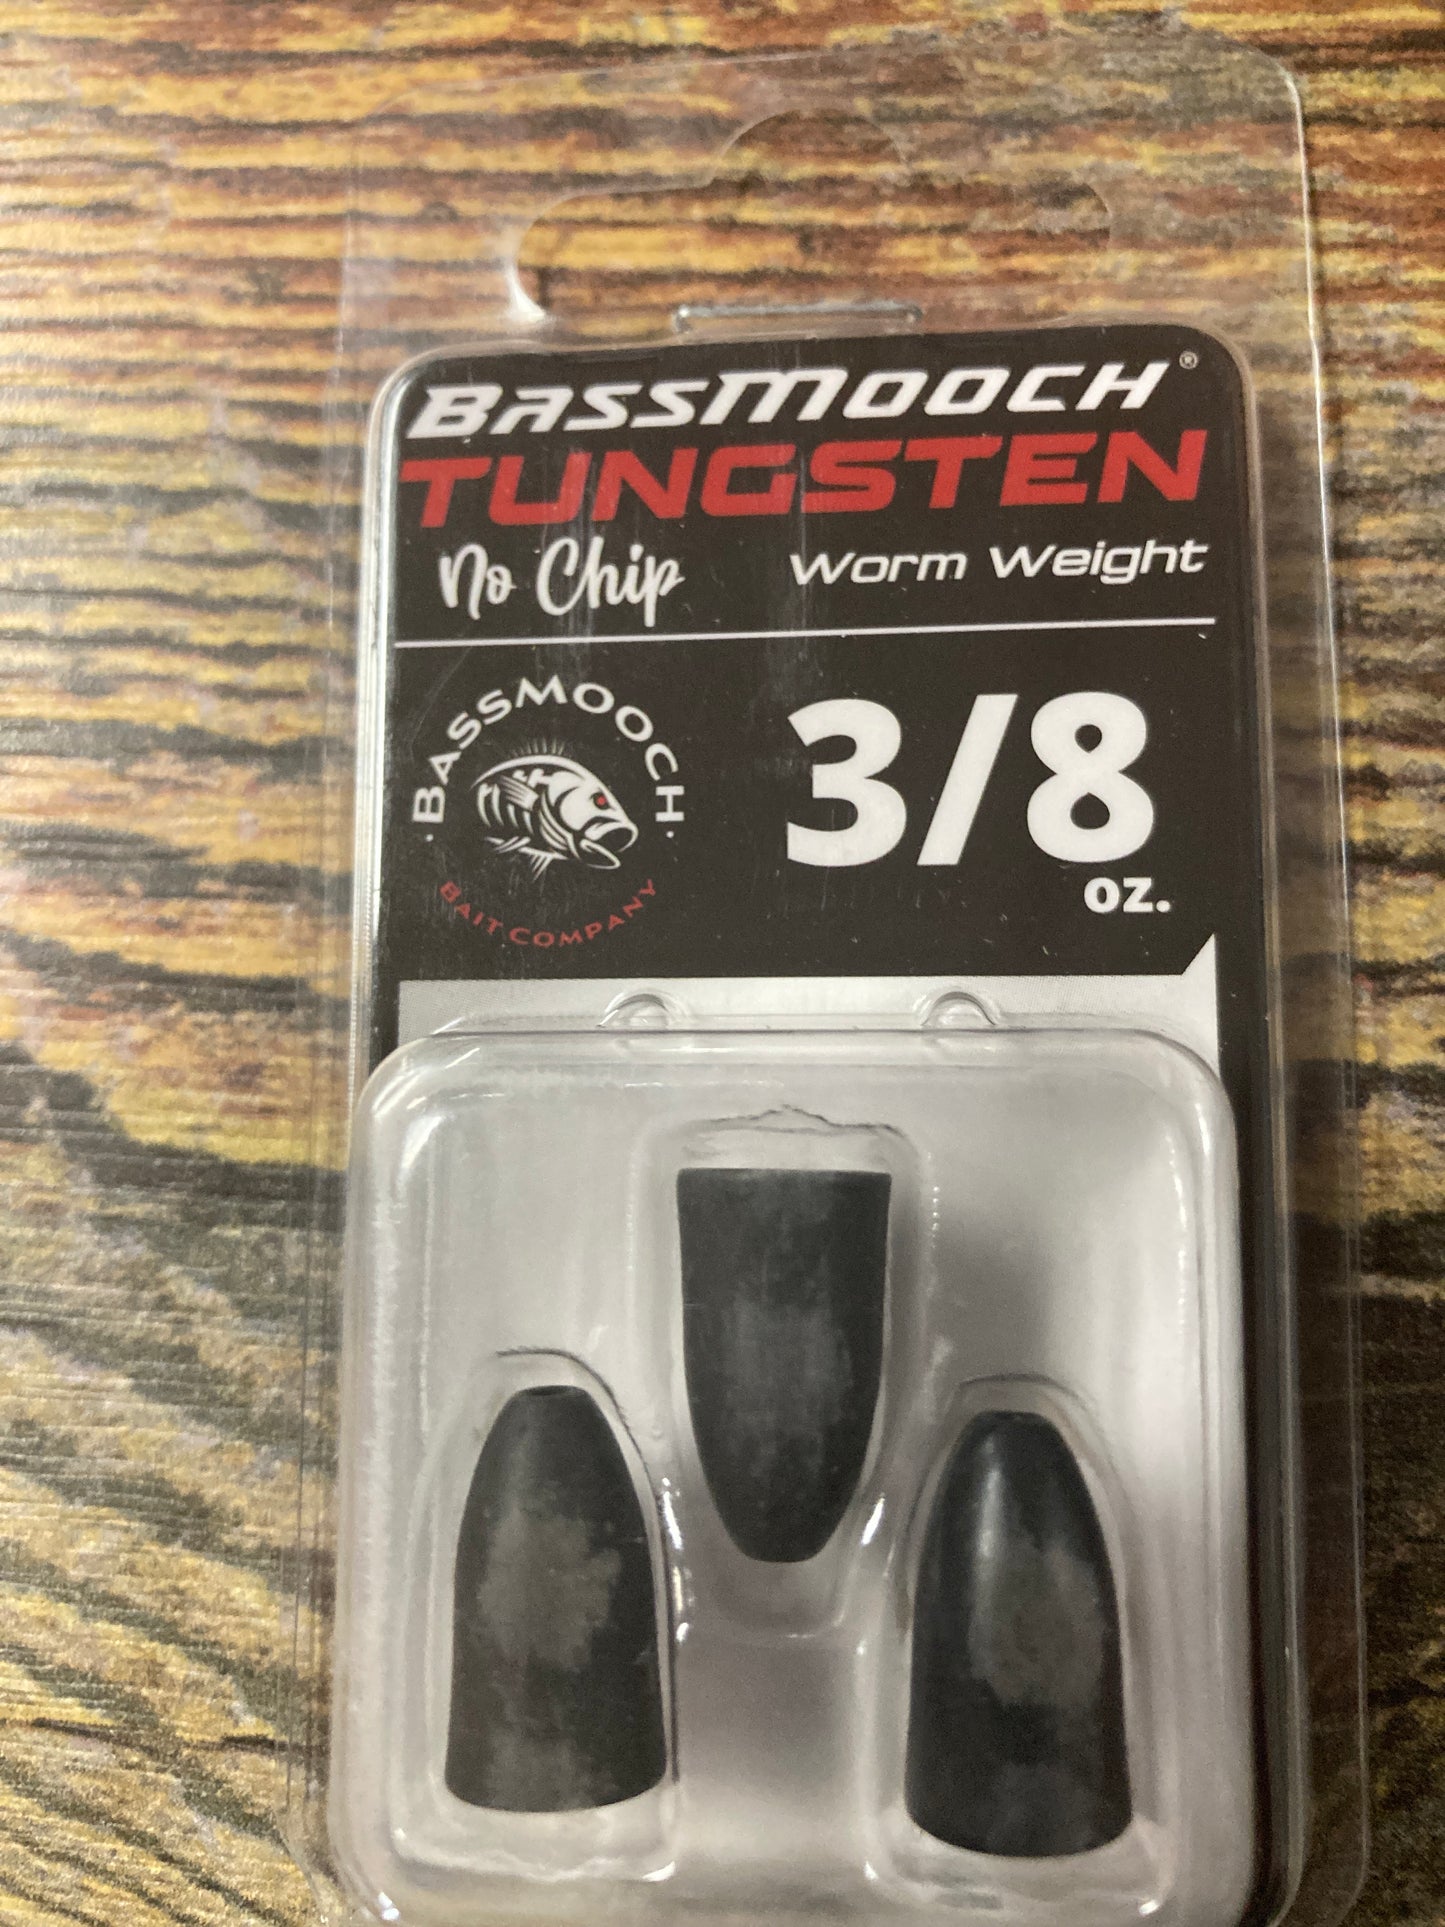 BASSMOOCH®
TUNGSTEN
No Chip
Worm Weight
BASSMOOCH
BAIT COMPANY
3/8
oz.